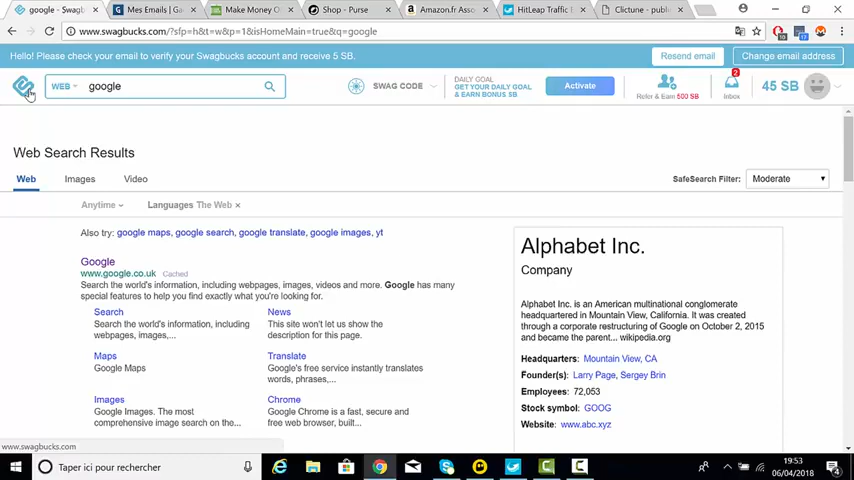 google - Swagb
Mes Emails | Ga
Make Money O
Shop - Purse
Amazon.fr Asso
HitLeap Traffic E
Clictune - publi
www.swagbucks.com/?sfp=h&t=w&p=1&isHomeMain=true&q=google
Hello! Please check your email to verify your Swagbucks account and receive 5 SB.
Resend email
Change email address
WEB
google
SWAG CODE
DAILY GOAL
GET YOUR DAILY GOAL
& EARN BONUS SB
Activate
Refer & Earn 500 SB
2
Inbox
45 SB
Web Search Results
Web
Images
Video
SafeSearch Filter:
Moderate
Anytime
Languages The Web ×
Also try: google maps, google search, google translate, google images, yt
Google
www.google.co.uk Cached
Search the world's information, including webpages, images, videos and more. Google has many
special features to help you find exactly what you're looking for.
Search
Search the world's information, including
webpages, images,...
News
This site won't let us show the
description for this page.
Maps
Google Maps
Translate
Google's free service instantly translates
words, phrases,...
Images
Google Images. The most
comprehensive image search on the...
Chrome
Google Chrome is a fast, secure, and
free web browser, built...
Alphabet Inc.
Company
Alphabet Inc. is an American multinational conglomerate
headquartered in Mountain View, California. It was created
through a corporate restructuring of Google on October 2, 2015
and became the parent... wikipedia.org
Headquarters: Mountain View, CA
Founder(s): Larry Page, Sergey Brin
Employees: 72,053
Stock symbol: GOOG
Website: www.abc.xyz
www.swagbucks.com
Taper ici pour rechercher
19:53
06/04/2018
4